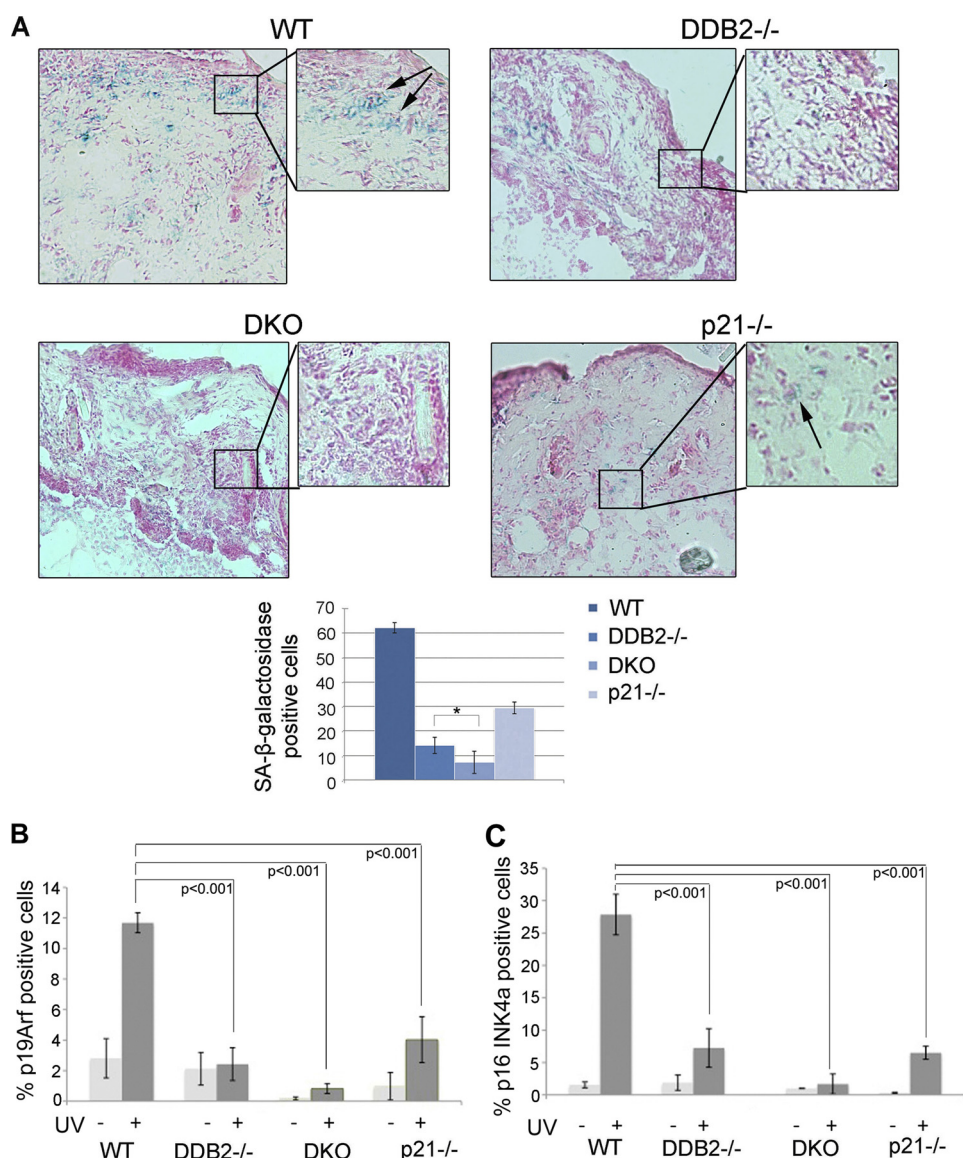 A
WT
DDB2-/-
DKO
p21-/-
SA-β-galactosidase
positive cells
70
60
50
40
30
20
10
0
*
WT
DDB2-/-
DKO
p21-/-
B
% p19Arf positive cells
14
12
10
8
6
4
2
0
p<0.001
p<0.001
p<0.001
UV - + - + - + - +
WT DDB2-/- DKO p21-/-
C
% p16 INK4a positive cells
35
30
25
20
15
10
5
0
p<0.001
p<0.001
p<0.001
UV - + - + - + - +
WT DDB2-/- DKO p21-/-